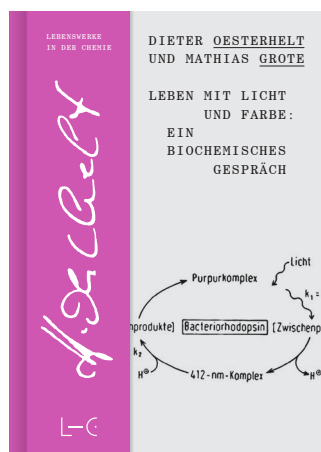 LEBENSWERKE
IN DER CHEMIE
DIETER OESTERHELT
UND MATHIAS GROTE
LEBEN MIT LICHT
UND FARBE:
EIN
BIOCHEMISCHES
GESPRÄCH
Licht
Purpurkomplex
k₁ =
nprodukte] Bacteriorhodopsin [Zwischenp
k₂
H⊕
412-nm-Komplex
H⊕
L-C